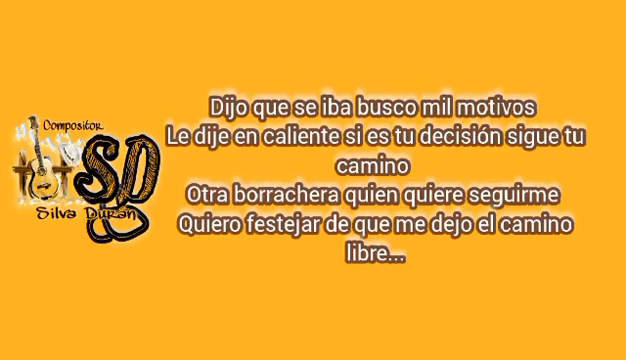 Compositor
SD
Silva Duran
Dijo que se iba busco mil motivos
Le dije en caliente si es tu decisión sigue tu
camino
Otra borrachera quien quiere seguirme
Quiero festejar de que me dejo el camino
libre...